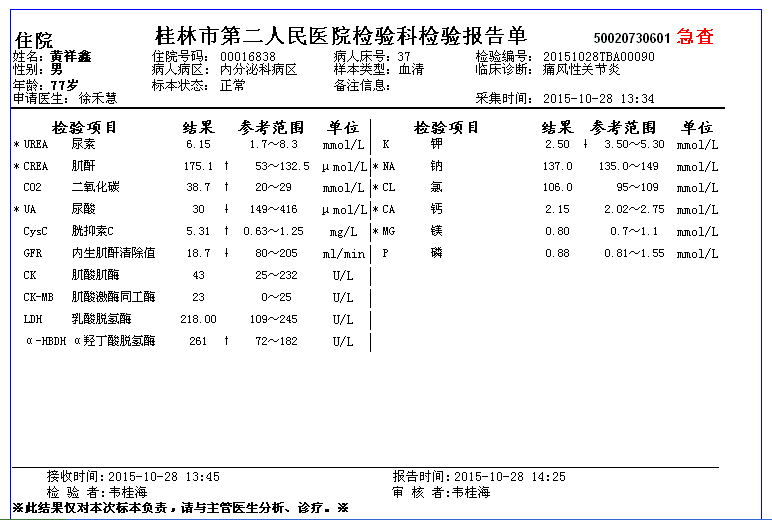 住院 桂林市第二人民医院检验科检验报告单 50020730601 急查
姓名: 黄祥鑫 住院号码: 00016838 病人床号: 37 检验编号: 20151028TBA00090
性别: 男 病人病区: 内分泌科病区 样本类型: 血清 临床诊断: 痛风性关节炎
年龄: 77岁 标本状态: 正常 备注信息:
申请医生: 徐禾慧 采集时间: 2015-10-28 13:34
检验项目 结果 参考范围 单位 检验项目 结果 参考范围 单位
* UREA 尿素 6.15 1.7～8.3 mmol/L K 钾 2.50 ↓ 3.50～5.30 mmol/L
* CREA 肌酐 175.1 ↑ 53～132.5 μmol/L * NA 钠 137.0 135.0～149 mmol/L
CO2 二氧化碳 38.7 ↑ 20～29 mmol/L * CL 氯 106.0 95～109 mmol/L
* UA 尿酸 30 ↓ 149～416 μmol/L * CA 钙 2.15 2.02～2.75 mmol/L
CysC 胱抑素C 5.31 ↑ 0.63～1.25 mg/L * MG 镁 0.80 0.7～1.1 mmol/L
GFR 内生肌酐清除值 18.7 ↓ 80～205 ml/min P 磷 0.88 0.81～1.55 mmol/L
CK 肌酸肌酶 43 25～232 U/L
CK-MB 肌酸激酶同工酶 23 0～25 U/L
LDH 乳酸脱氢酶 218.00 109～245 U/L
α-HBDH α羟丁酸脱氢酶 261 ↑ 72～182 U/L
接收时间: 2015-10-28 13:45 报告时间: 2015-10-28 14:25
检 验 者: 韦桂海 审 核 者: 韦桂海
※此结果仅对本次标本负责，请与主管医生分析、诊疗。※